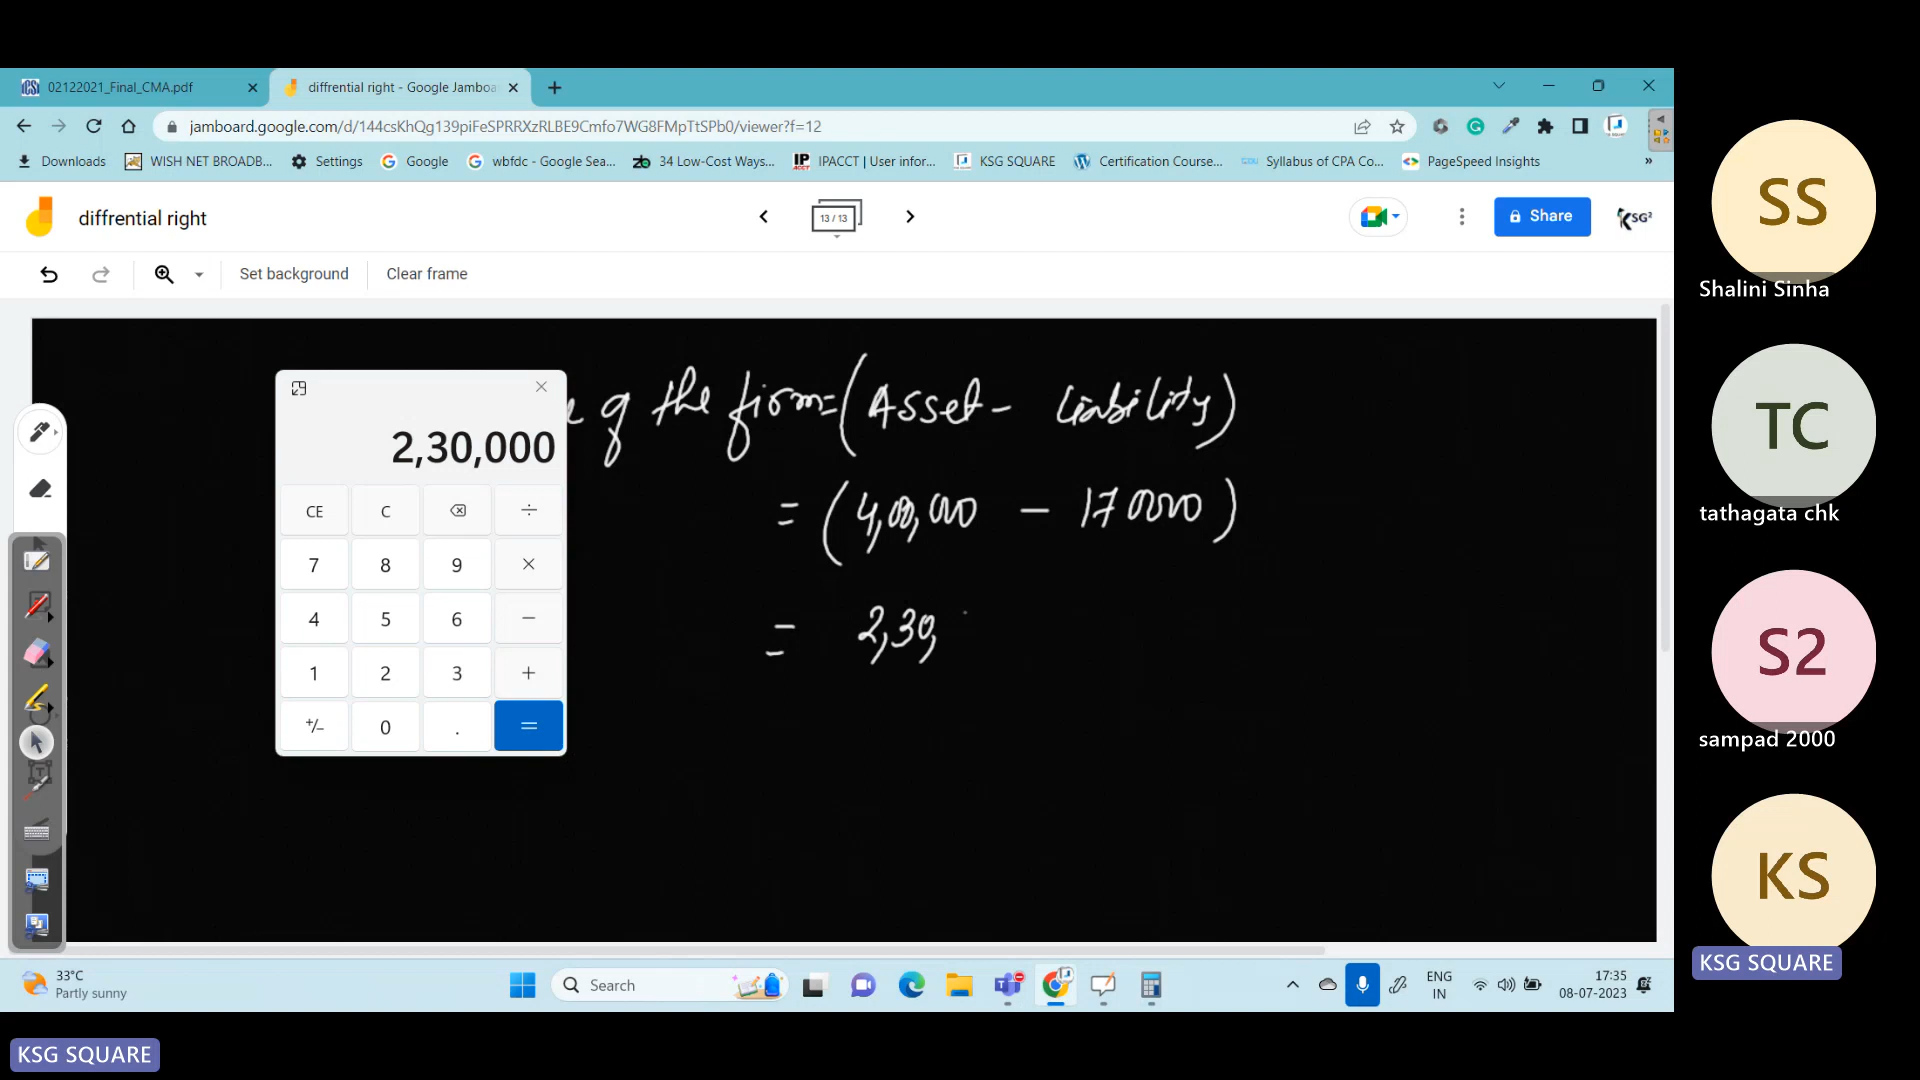 02122021_Final_CMA.pdf
diffrential right - Google Jamboa
jamboard.google.com/d/144csKhQg139piFeSPRRXzRLBE9Cmfo7WG8FMpTtSPb0/viewer?f=12
Downloads WISH NET BROADB... Settings Google wbfdc - Google Sea... 34 Low-Cost Ways... IPACCT | User infor... KSG SQUARE Certification Course... Syllabus of CPA Co... PageSpeed Insights »
diffrential right
13 / 13
Share
KSG²
Set background Clear frame
of the firm = (Asset - Liability)
= (4,00,000 - 170000)
= 2,30,
2,30,000
CE C ÷
7 8 9 ×
4 5 6 −
1 2 3 +
+/− 0 . =
SS
Shalini Sinha
TC
tathagata chk
S2
sampad 2000
KS
KSG SQUARE
33°C
Partly sunny
Search
ENG
IN
17:35
08-07-2023
KSG SQUARE